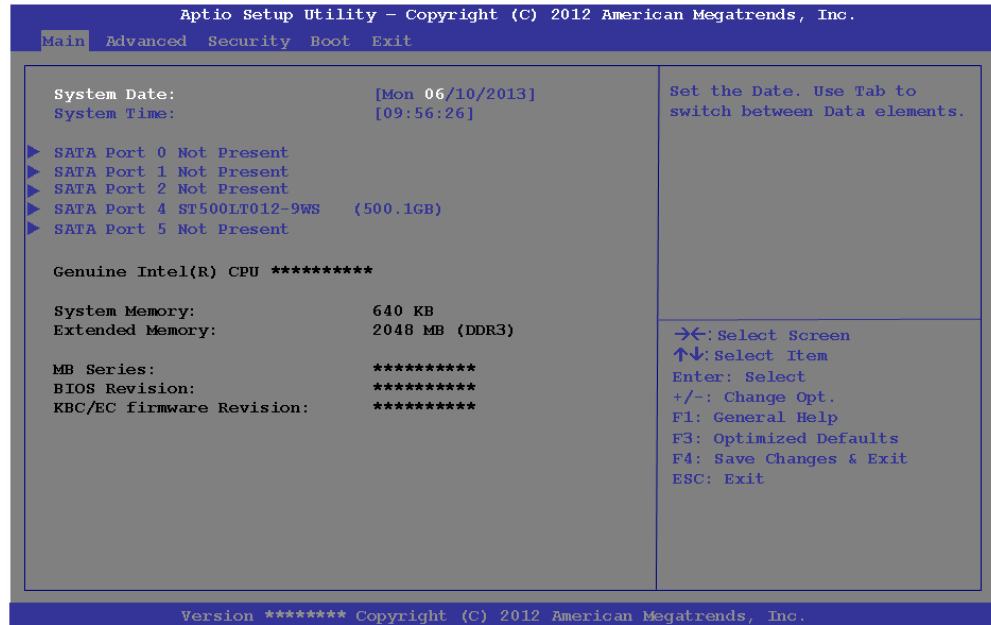 Aptio Setup Utility – Copyright (C) 2012 American Megatrends, Inc.
Main Advanced Security Boot Exit
System Date: [Mon 06/10/2013]
System Time: [09:56:26]
SATA Port 0 Not Present
SATA Port 1 Not Present
SATA Port 2 Not Present
SATA Port 4 ST500LT012-9WS (500.1GB)
SATA Port 5 Not Present
Genuine Intel(R) CPU **********
System Memory: 640 KB
Extended Memory: 2048 MB (DDR3)
MB Series: **********
BIOS Revision: **********
KBC/EC firmware Revision: **********
Set the Date. Use Tab to
switch between Data elements.
→←: Select Screen
↑↓: Select Item
Enter: Select
+/-: Change Opt.
F1: General Help
F3: Optimized Defaults
F4: Save Changes & Exit
ESC: Exit
Version ******** Copyright (C) 2012 American Megatrends, Inc.